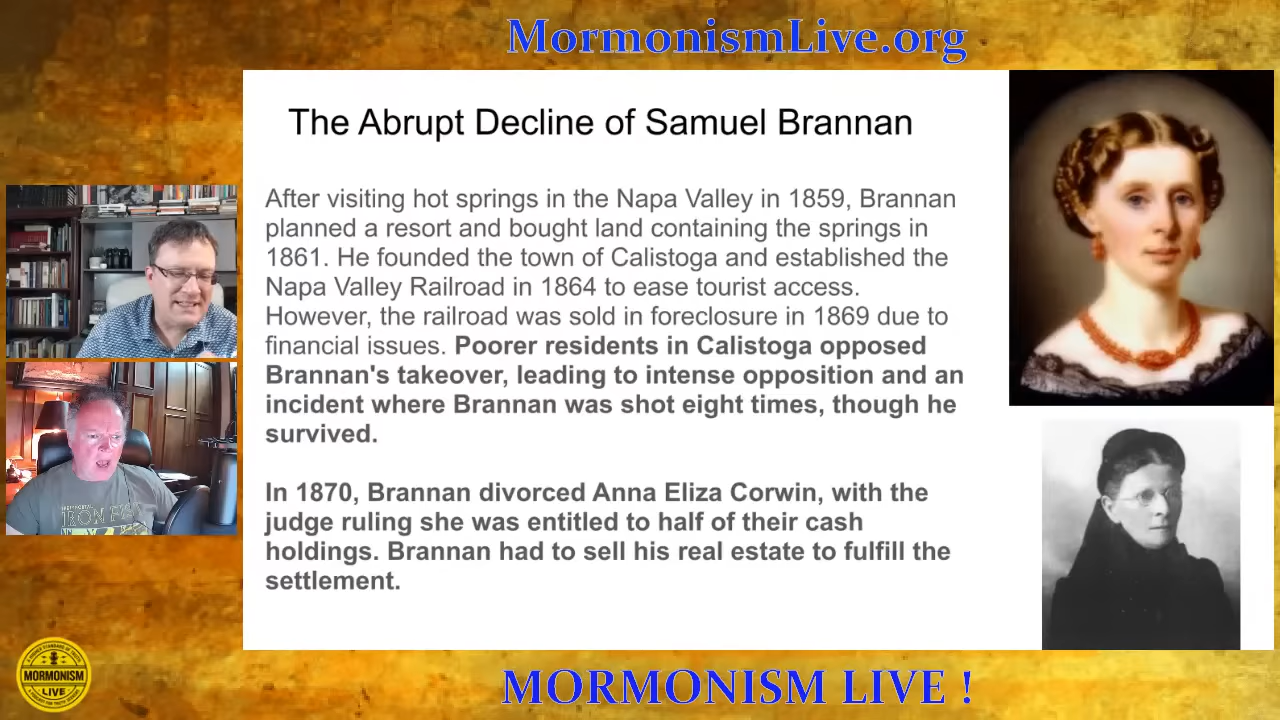 MormonismLive.org
The Abrupt Decline of Samuel Brannan
After visiting hot springs in the Napa Valley in 1859, Brannan
planned a resort and bought land containing the springs in
1861. He founded the town of Calistoga and established the
Napa Valley Railroad in 1864 to ease tourist access.
However, the railroad was sold in foreclosure in 1869 due to
financial issues. Poorer residents in Calistoga opposed
Brannan's takeover, leading to intense opposition and an
incident where Brannan was shot eight times, though he
survived.
In 1870, Brannan divorced Anna Eliza Corwin, with the
judge ruling she was entitled to half of their cash
holdings. Brannan had to sell his real estate to fulfill the
settlement.
MORMONISM
LIVE
MORMONISM LIVE !